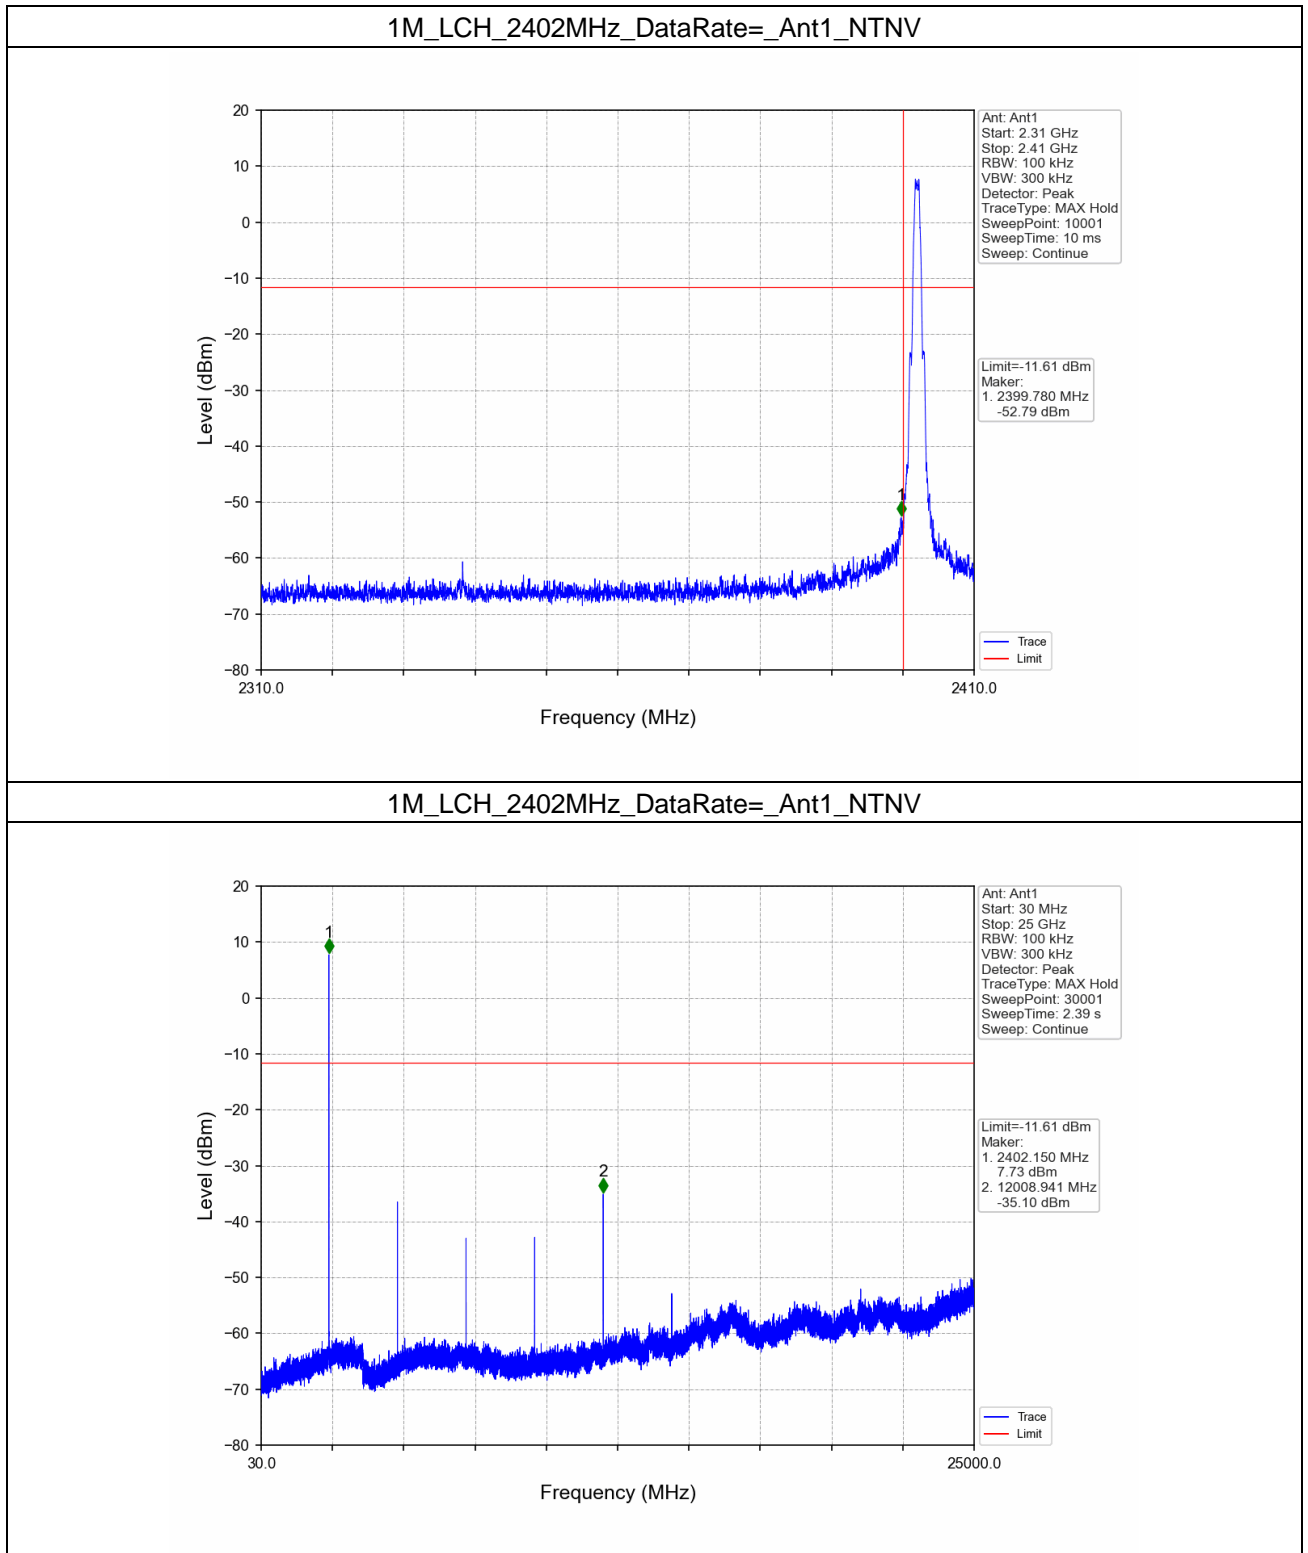 1M_LCH_2402MHz_DataRate=_Ant1_NTNV
20
10
0
−10
−20
−30
−40
−50
−60
−70
−80
Level (dBm)
1
2310.0
2410.0
Frequency (MHz)
Ant: Ant1
Start: 2.31 GHz
Stop: 2.41 GHz
RBW: 100 kHz
VBW: 300 kHz
Detector: Peak
TraceType: MAX Hold
SweepPoint: 10001
SweepTime: 10 ms
Sweep: Continue
Limit=-11.61 dBm
Maker:
1. 2399.780 MHz
-52.79 dBm
Trace
Limit
1M_LCH_2402MHz_DataRate=_Ant1_NTNV
20
10
0
−10
−20
−30
−40
−50
−60
−70
−80
Level (dBm)
1
2
30.0
25000.0
Frequency (MHz)
Ant: Ant1
Start: 30 MHz
Stop: 25 GHz
RBW: 100 kHz
VBW: 300 kHz
Detector: Peak
TraceType: MAX Hold
SweepPoint: 30001
SweepTime: 2.39 s
Sweep: Continue
Limit=-11.61 dBm
Maker:
1. 2402.150 MHz
7.73 dBm
2. 12008.941 MHz
-35.10 dBm
Trace
Limit